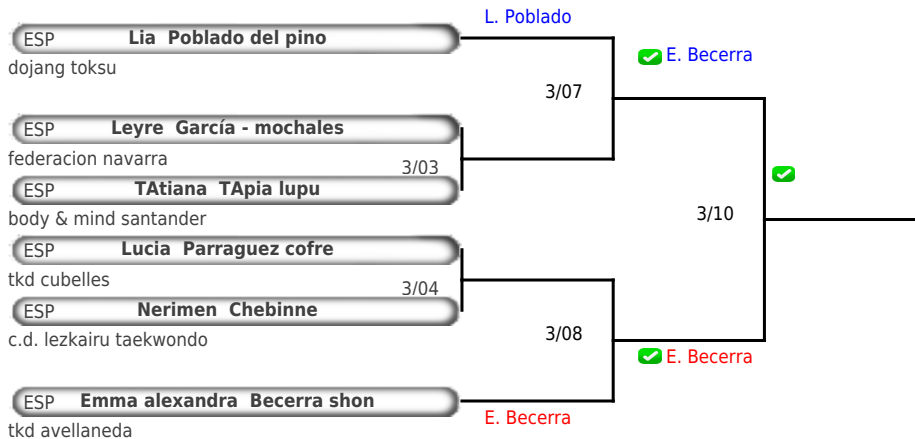 L. Poblado
ESP Lia Poblado del pino
dojang toksu
E. Becerra
3/07
ESP Leyre García - mochales
federacion navarra
3/03
ESP TAtiana TApia lupu
body & mind santander
3/10
ESP Lucia Parraguez cofre
tkd cubelles
3/04
ESP Nerimen Chebinne
c.d. lezkairu taekwondo
3/08
E. Becerra
ESP Emma alexandra Becerra shon
E. Becerra
tkd avellaneda